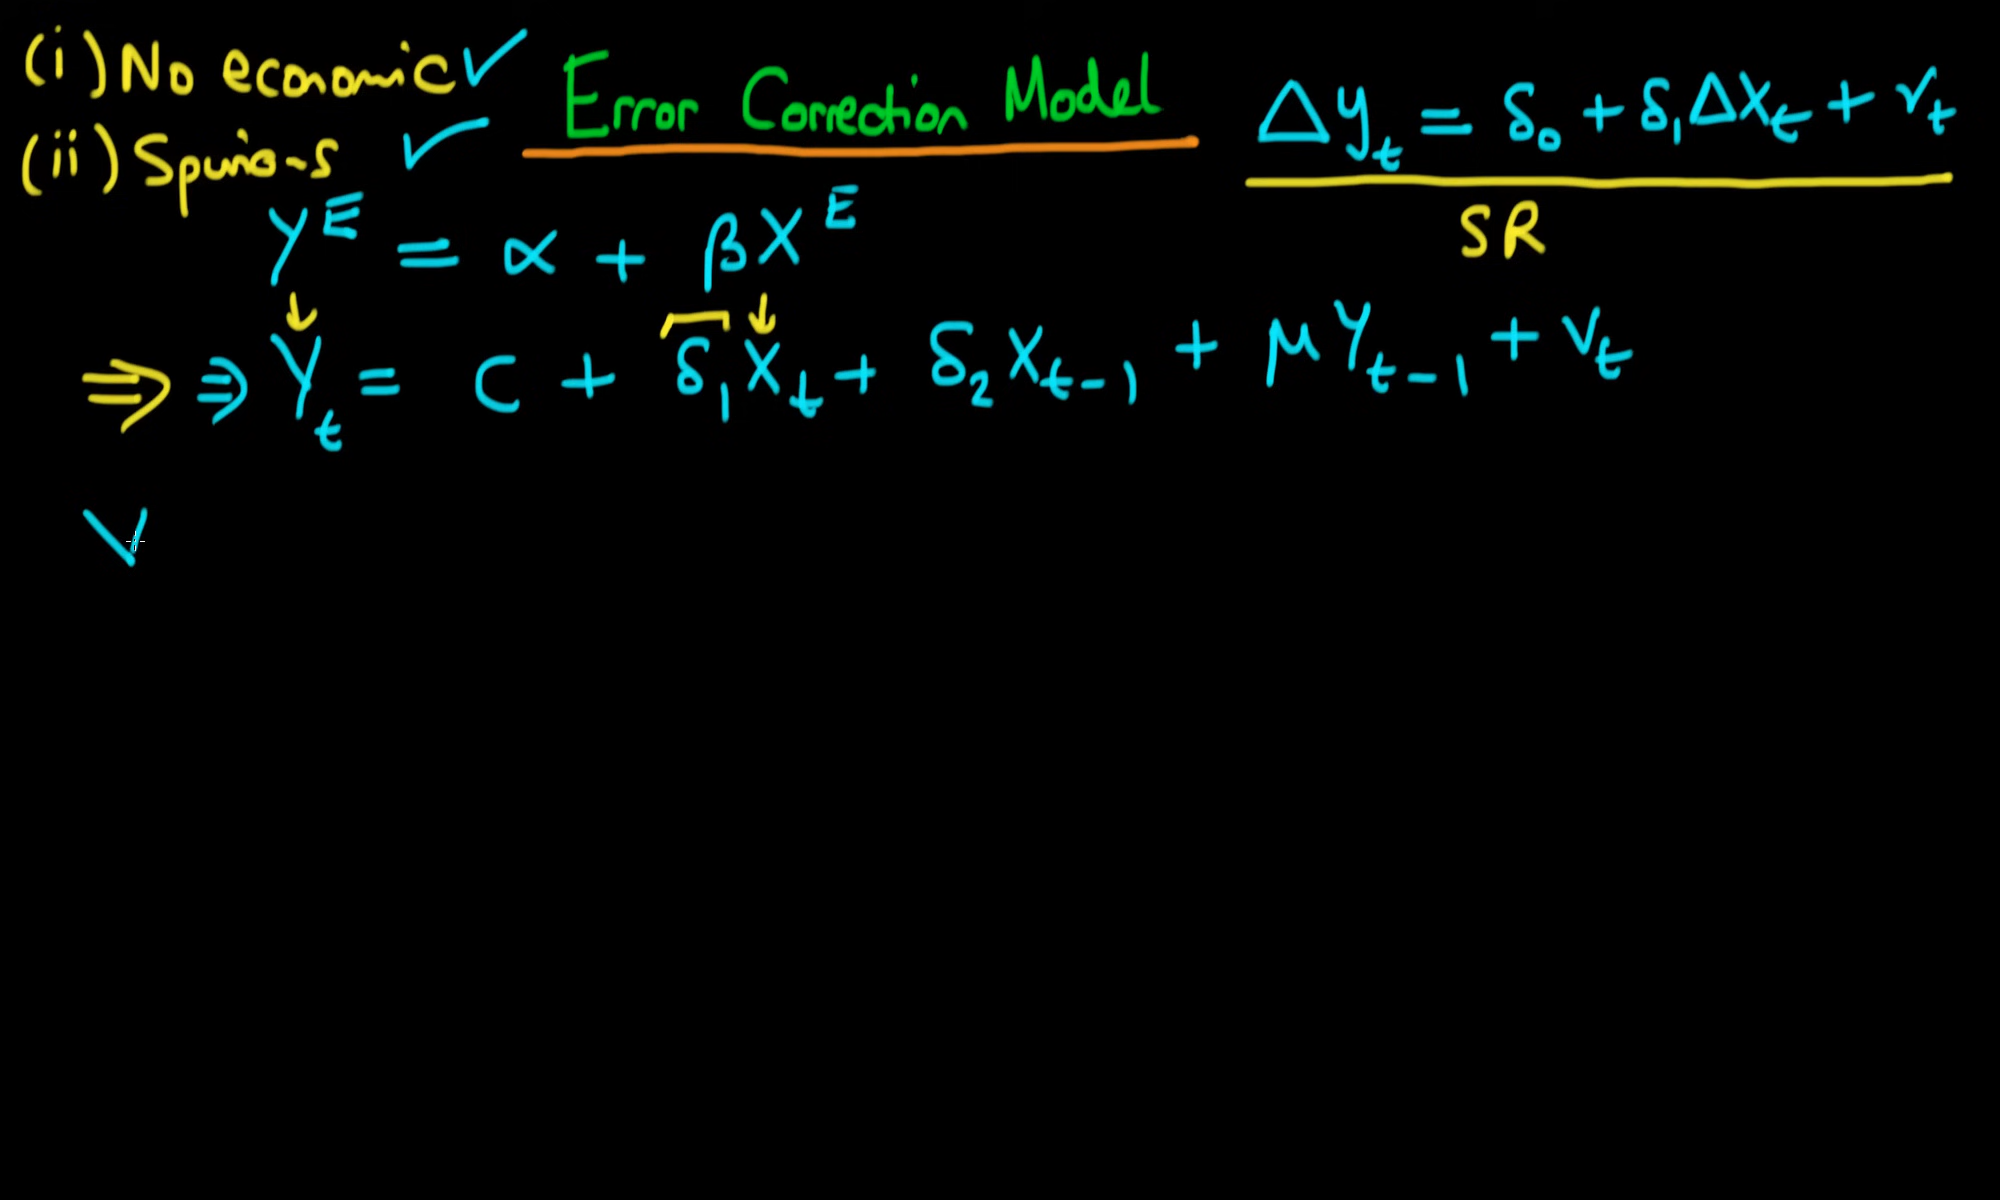 (i) No economic ✓
(ii) Spurio-s ✓
Error Correction Model
Δy_t = δ_0 + δ_1 Δx_t + v_t
SR
Y^E = α + βX^E
⇒ ⇒ Y_t = C + δ_1 X_t + δ_2 X_{t-1} + μ Y_{t-1} + v_t